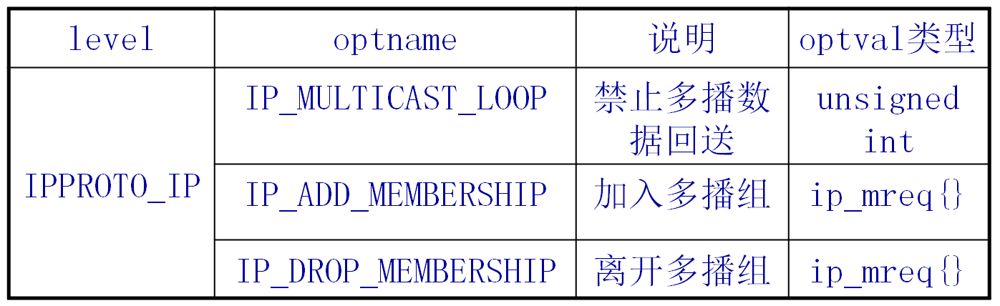 level optname 说明 optval类型
IP_MULTICAST_LOOP 禁止多播数 unsigned
据回送 int
IPPROTO_IP IP_ADD_MEMBERSHIP 加入多播组 ip_mreq{}
IP_DROP_MEMBERSHIP 离开多播组 ip_mreq{}